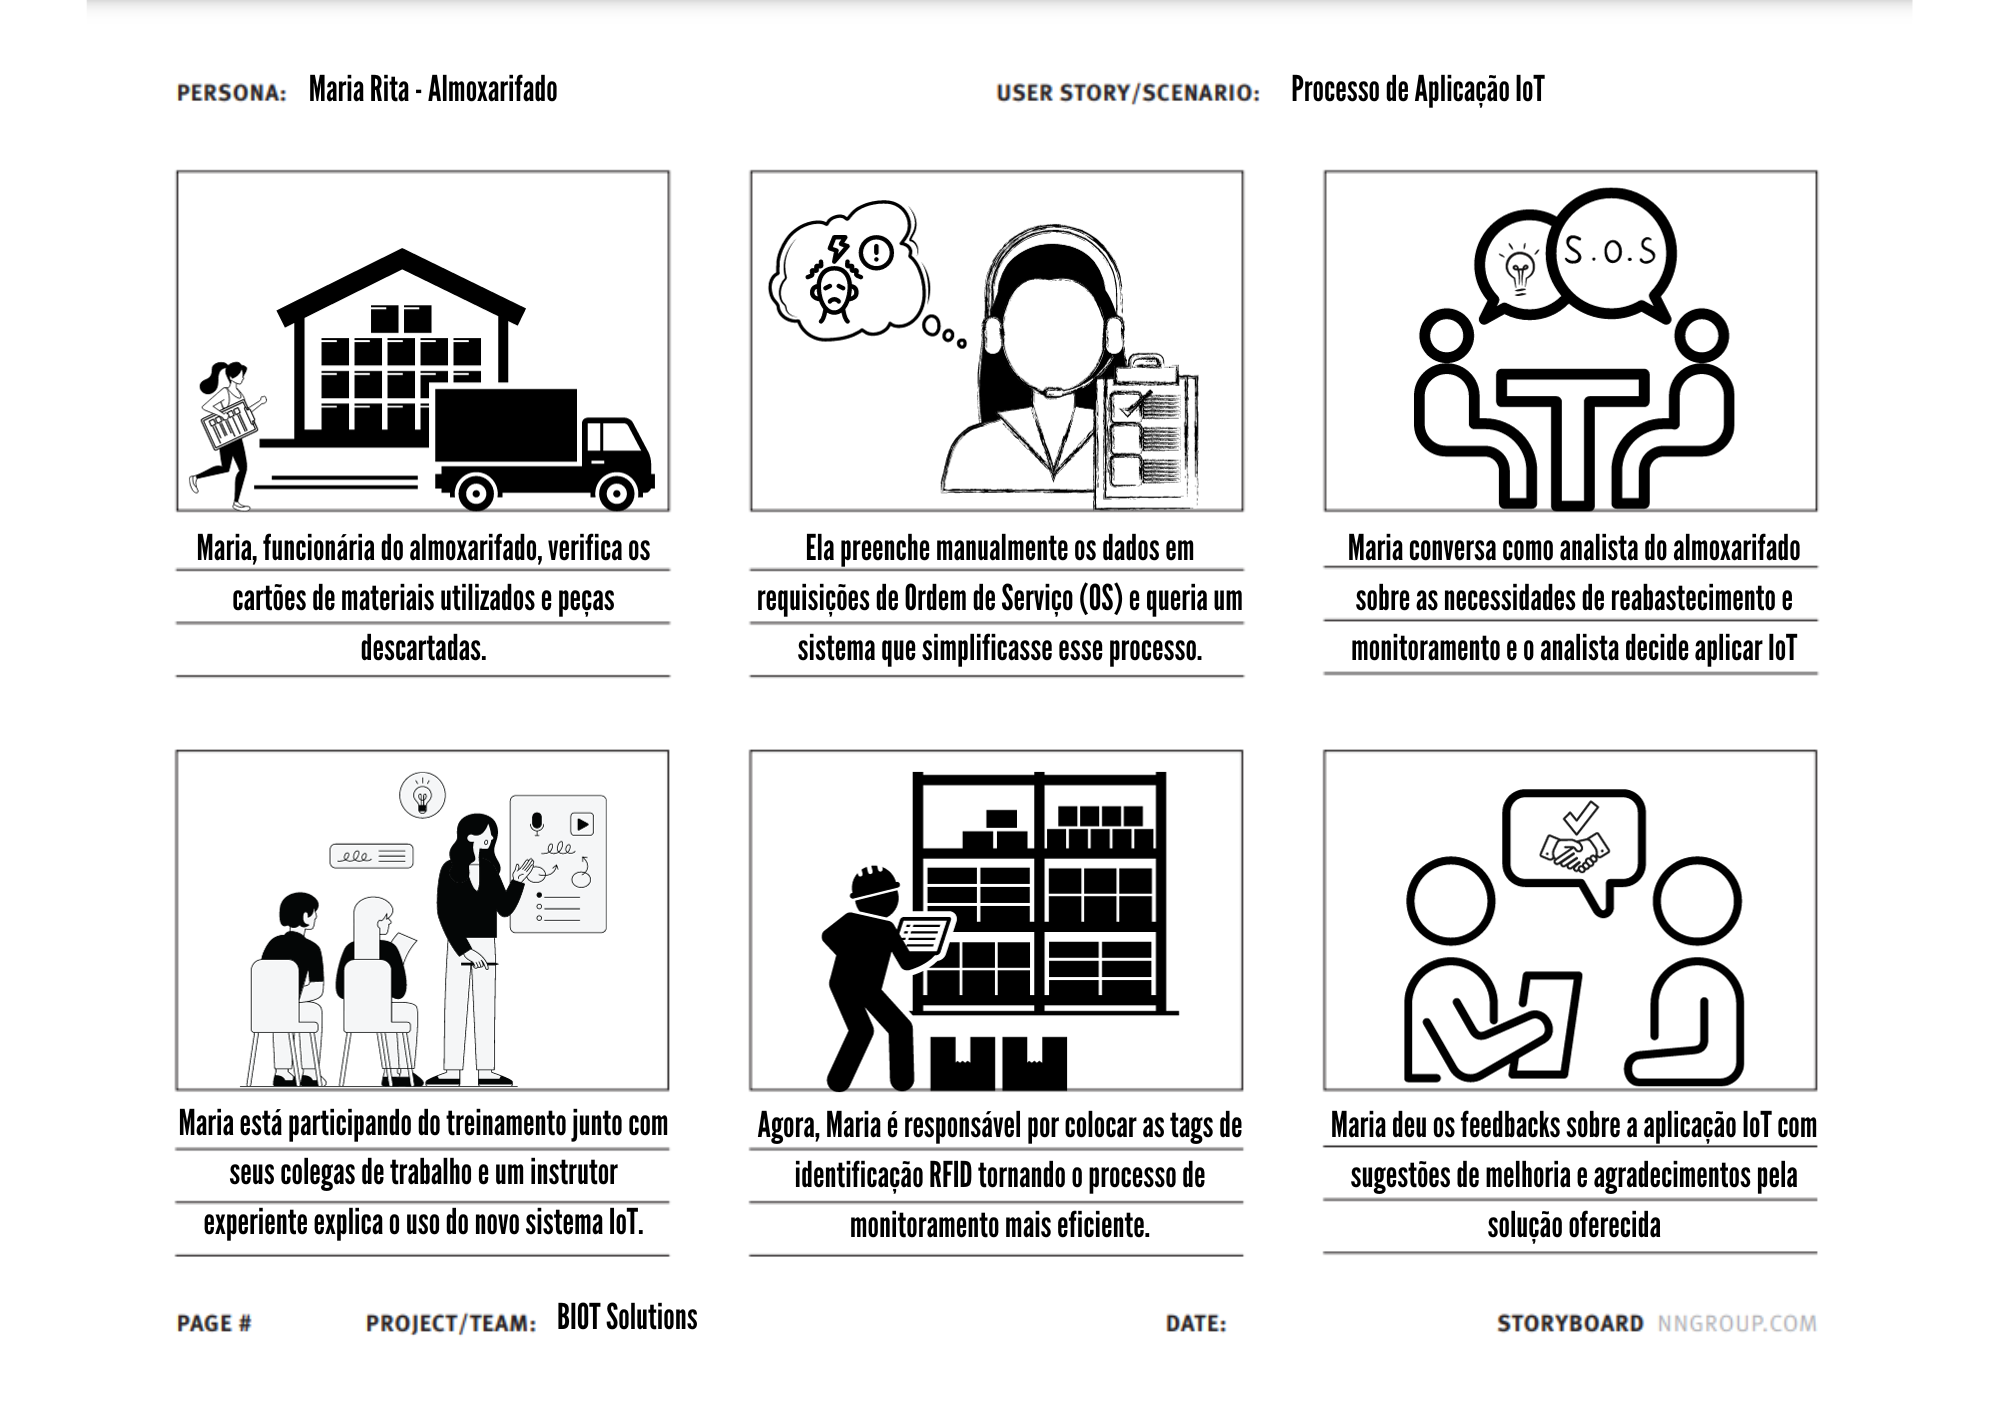 PERSONA: Maria Rita - Almoxarifado
USER STORY/SCENARIO: Processo de Aplicação IoT
S.O.S
Maria, funcionária do almoxarifado, verifica os
cartões de materiais utilizados e peças
descartadas.
Ela preenche manualmente os dados em
requisições de Ordem de Serviço (OS) e queria um
sistema que simplificasse esse processo.
Maria conversa como analista do almoxarifado
sobre as necessidades de reabastecimento e
monitoramento e o analista decide aplicar IoT
Maria está participando do treinamento junto com
seus colegas de trabalho e um instrutor
experiente explica o uso do novo sistema IoT.
Agora, Maria é responsável por colocar as tags de
identificação RFID tornando o processo de
monitoramento mais eficiente.
Maria deu os feedbacks sobre a aplicação IoT com
sugestões de melhoria e agradecimentos pela
solução oferecida
PAGE #
PROJECT/TEAM: BIOT Solutions
DATE:
STORYBOARD NNGROUP.COM